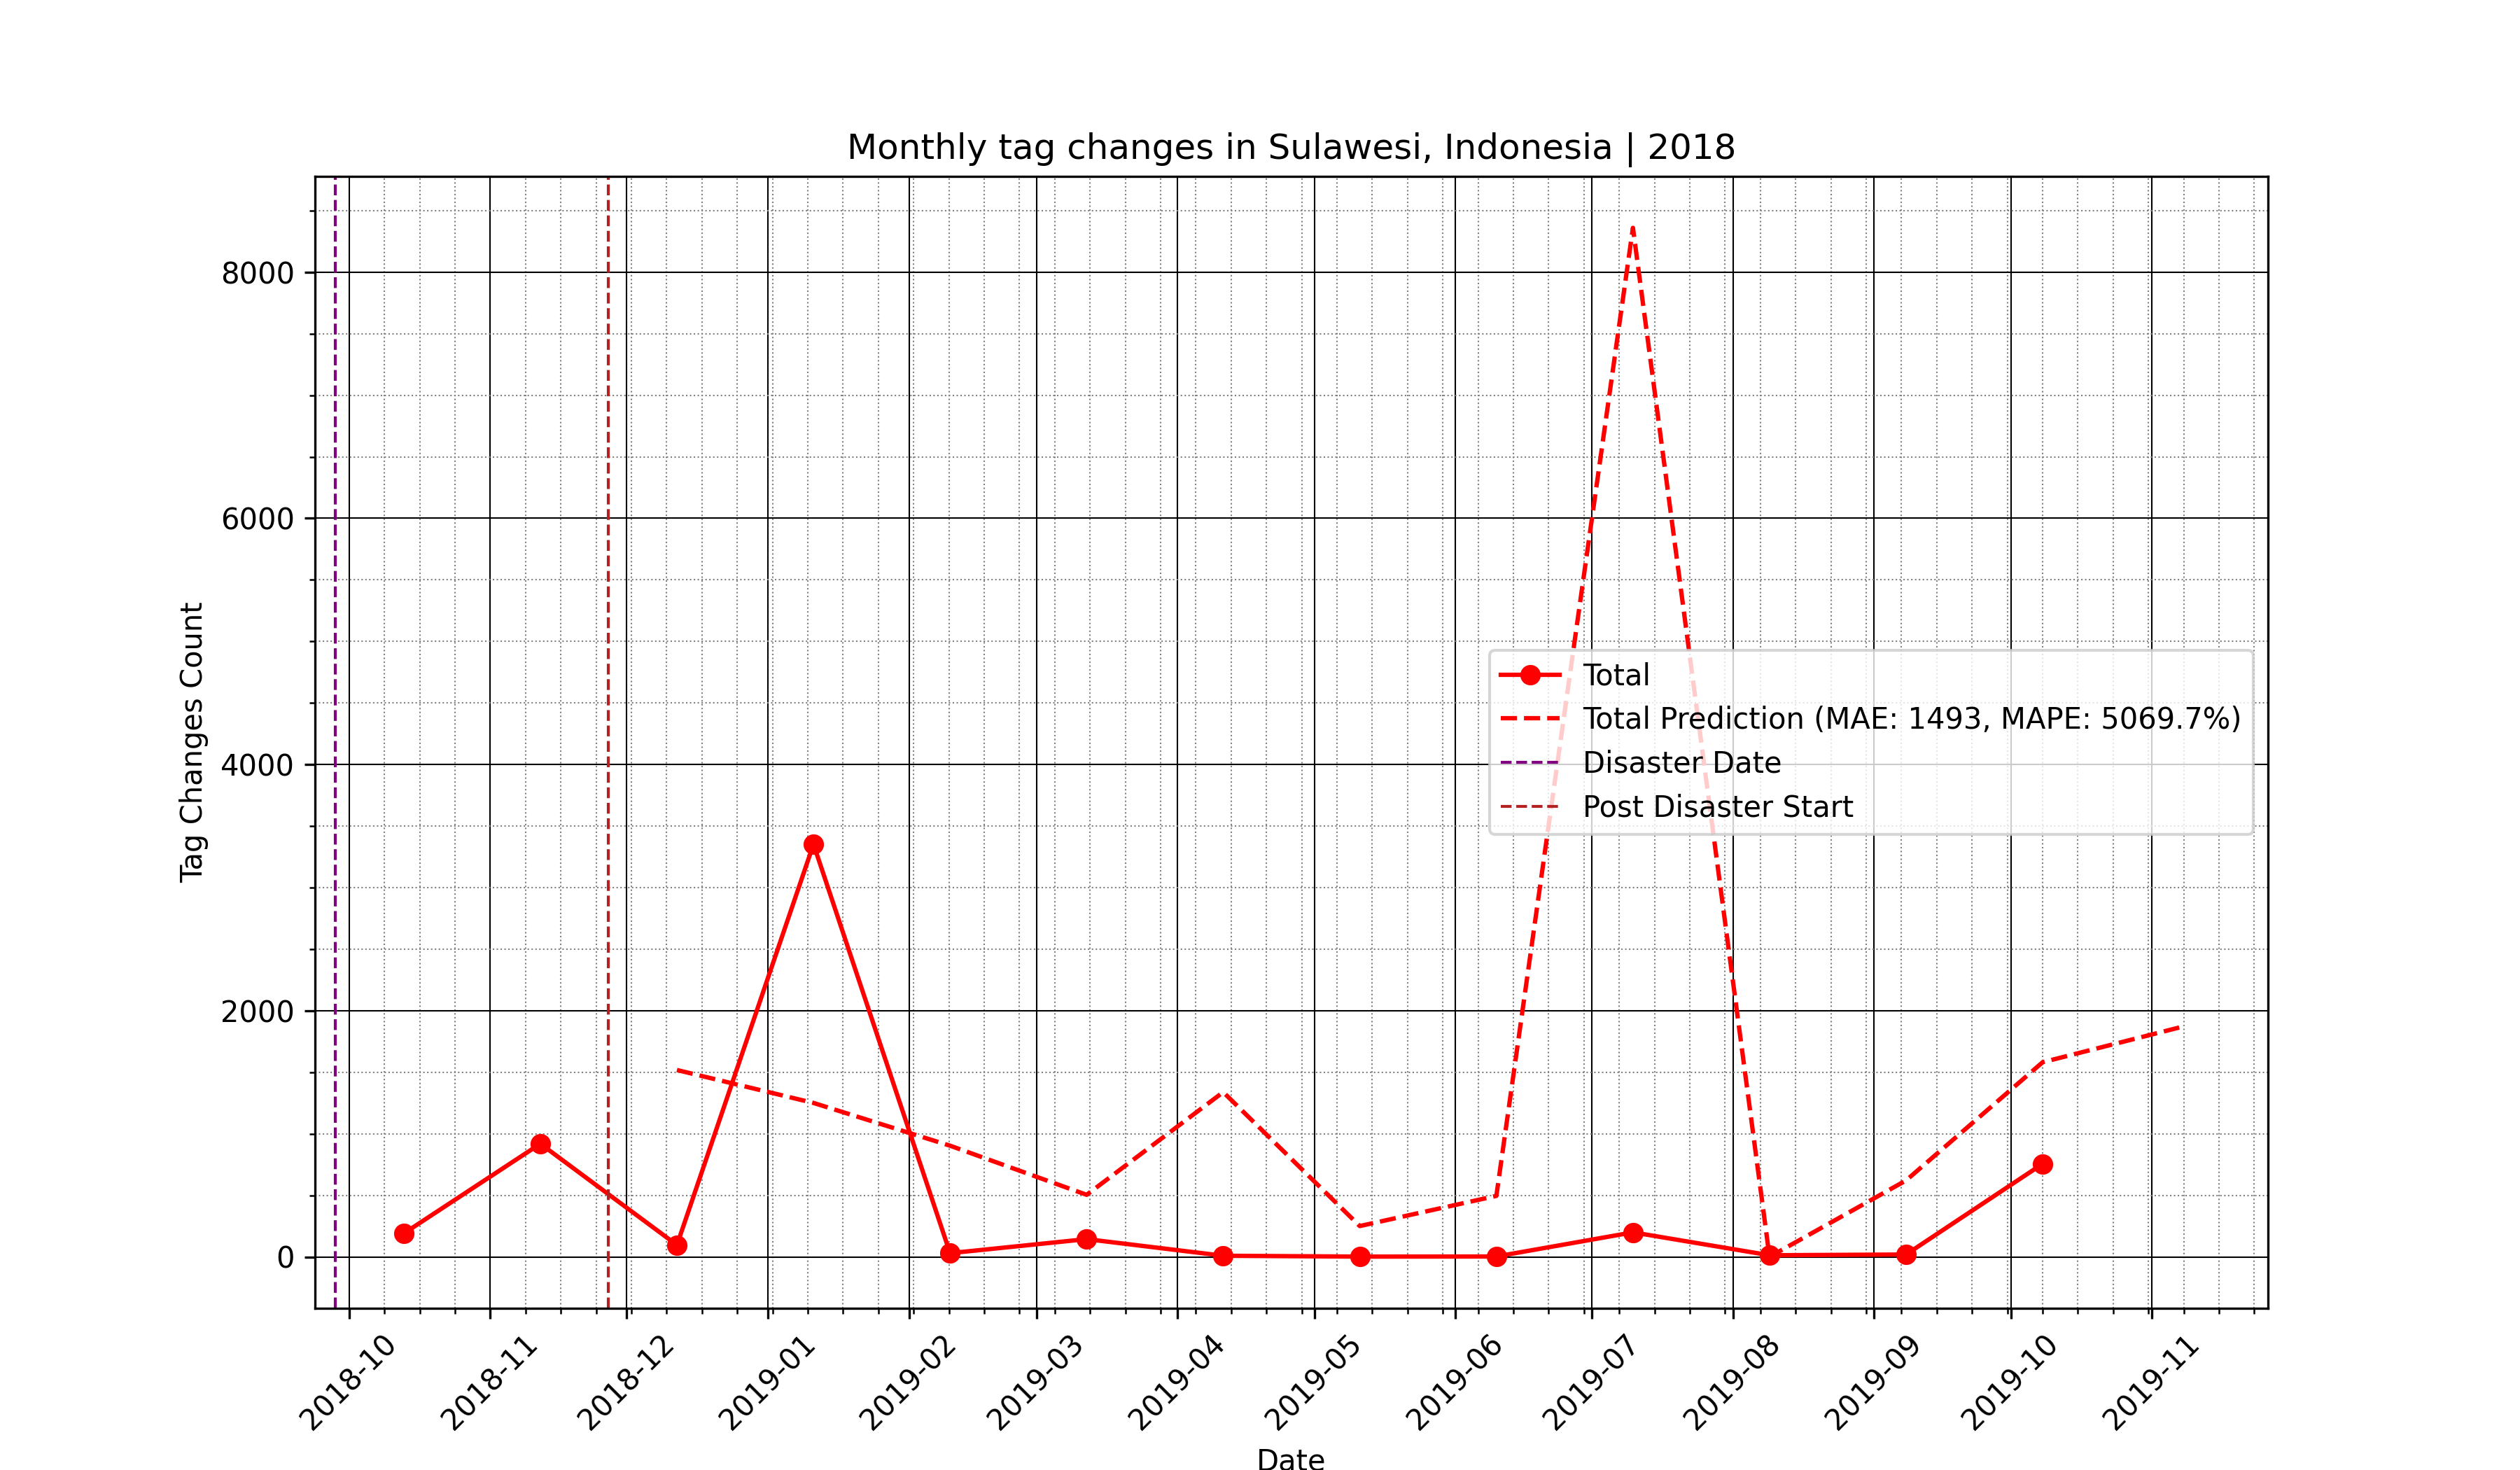 Monthly tag changes in Sulawesi, Indonesia | 2018
Tag Changes Count
8000
6000
4000
2000
0
Total
Total Prediction (MAE: 1493, MAPE: 5069.7%)
Disaster Date
Post Disaster Start
2018-10
2018-11
2018-12
2019-01
2019-02
2019-03
2019-04
2019-05
2019-06
2019-07
2019-08
2019-09
2019-10
2019-11
Date